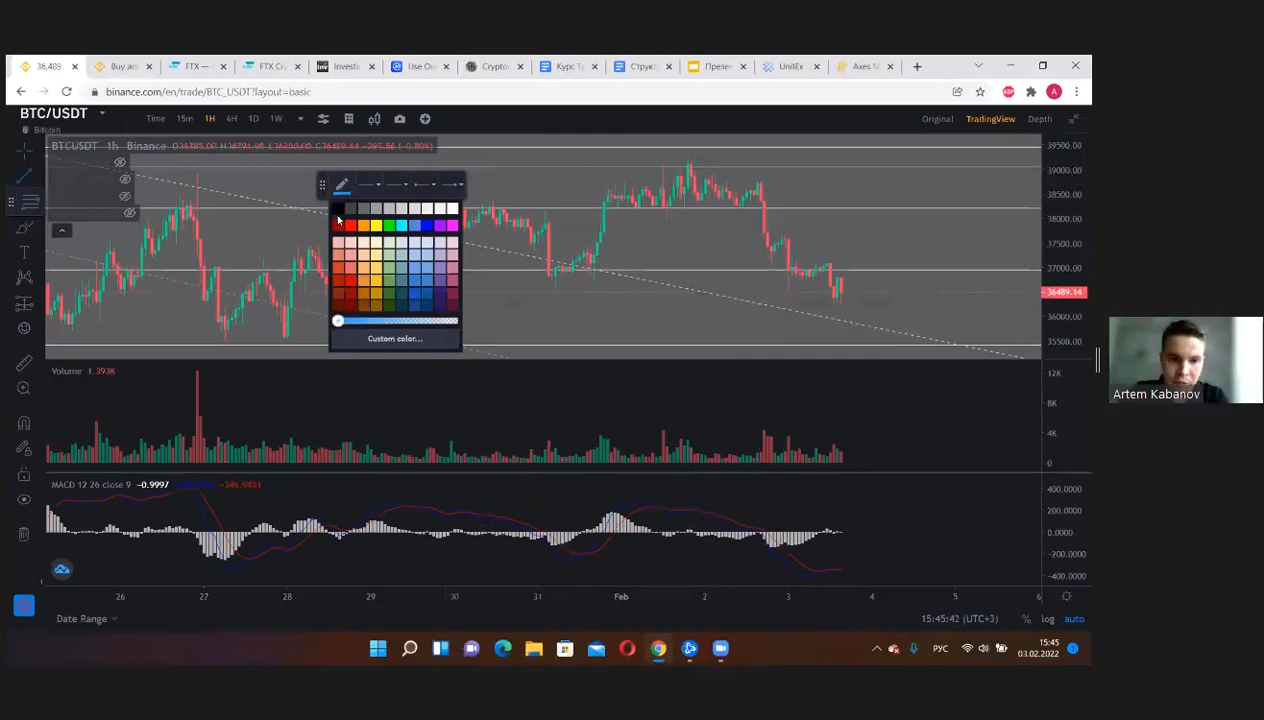 36,489.
Buy an
FTX —
FTX Cr
Investi
Use On
Crypto
Курс Т
Структ
Презен
UnitEx
Axes M
binance.com/en/trade/BTC_USDT?layout=basic
BTC/USDT
Bitcoin
Time 15m 1H 4H 1D 1W
Original TradingView Depth
BTCUSDT 1h Binance
39500.00
39000.00
38500.00
38000.00
37500.00
37000.00
36489.14
36000.00
35500.00
Custom color...
Artem Kabanov
Volume 1.393K
12K
8K
4K
0
MACD 12 26 close 9 -0.9997
400.0000
200.0000
0.0000
-200.0000
-400.0000
26 27 28 29 30 31 Feb 2 3 4 5 6
Date Range
15:45:42 (UTC+3) % log auto
РУС
15:45
03.02.2022
1